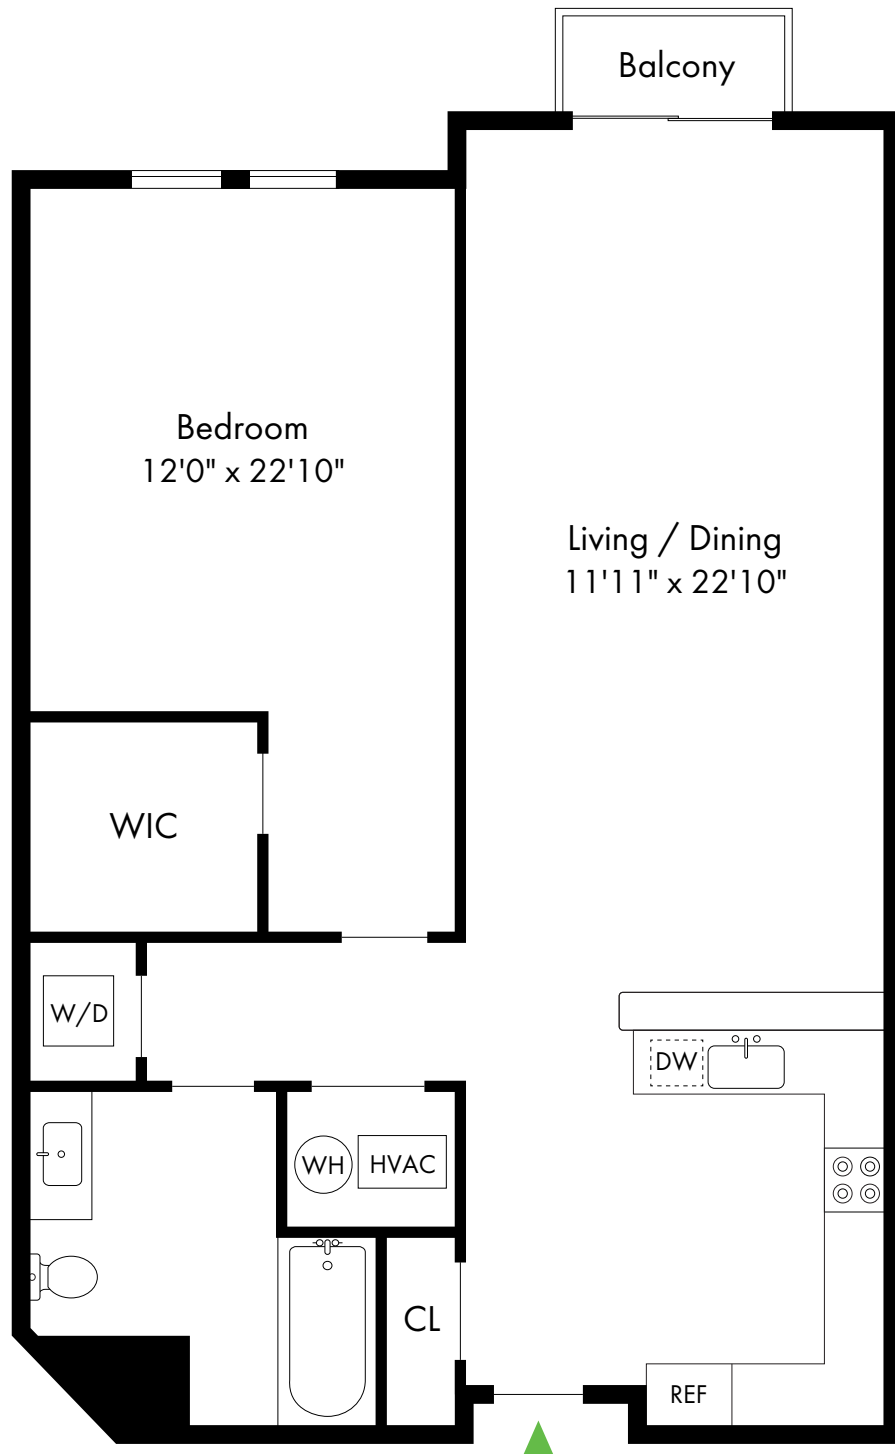 Balcony
Bedroom
12'0" x 22'10"
Living / Dining
11'11" x 22'10"
WIC
W/D
DW
WH
HVAC
CL
REF